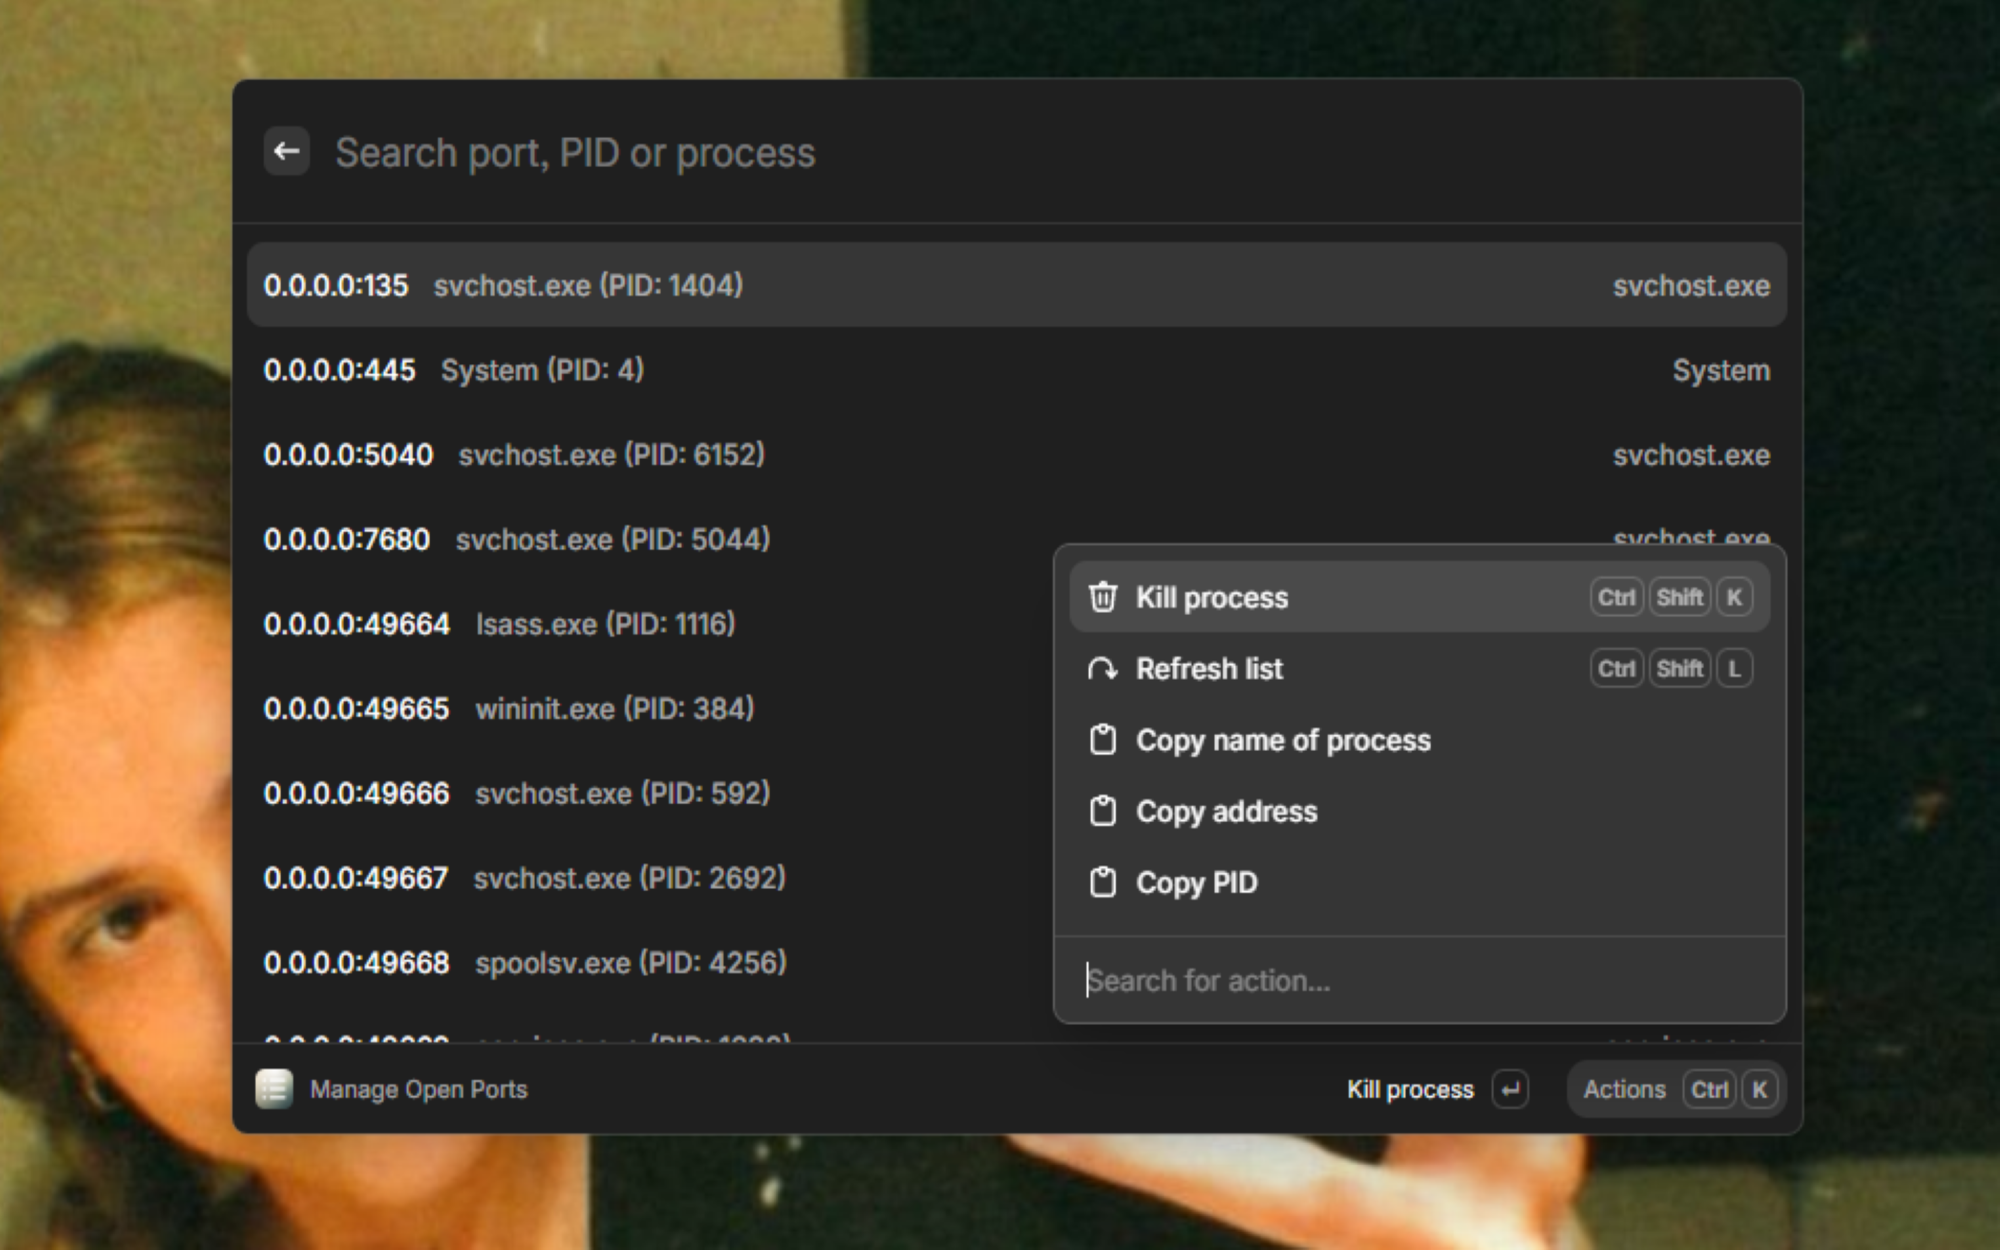 Search port, PID or process
0.0.0.0:135 svchost.exe (PID: 1404) svchost.exe
0.0.0.0:445 System (PID: 4) System
0.0.0.0:5040 svchost.exe (PID: 6152) svchost.exe
0.0.0.0:7680 svchost.exe (PID: 5044) svchost.exe
0.0.0.0:49664 lsass.exe (PID: 1116)
0.0.0.0:49665 wininit.exe (PID: 384)
0.0.0.0:49666 svchost.exe (PID: 592)
0.0.0.0:49667 svchost.exe (PID: 2692)
0.0.0.0:49668 spoolsv.exe (PID: 4256)
Kill process Ctrl Shift K
Refresh list Ctrl Shift L
Copy name of process
Copy address
Copy PID
Search for action...
Manage Open Ports Kill process Actions Ctrl K